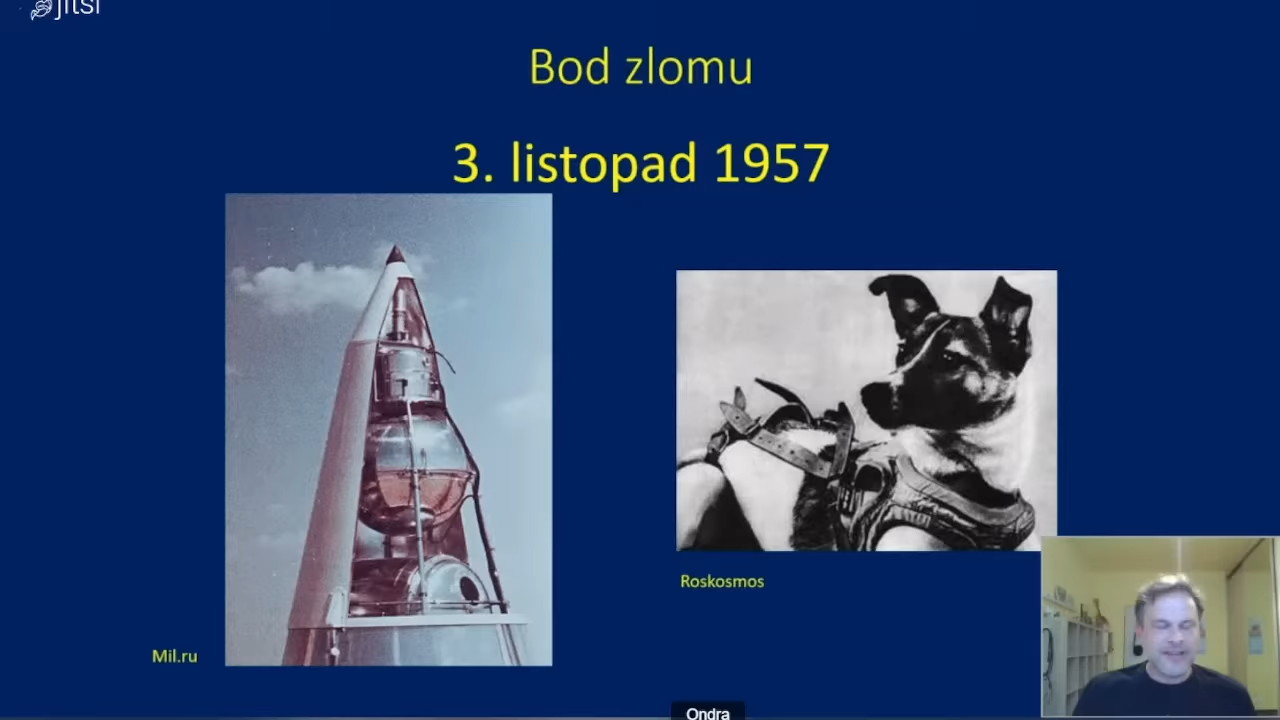 jitsi
Bod zlomu
3. listopad 1957
Roskosmos
Mil.ru
Ondra